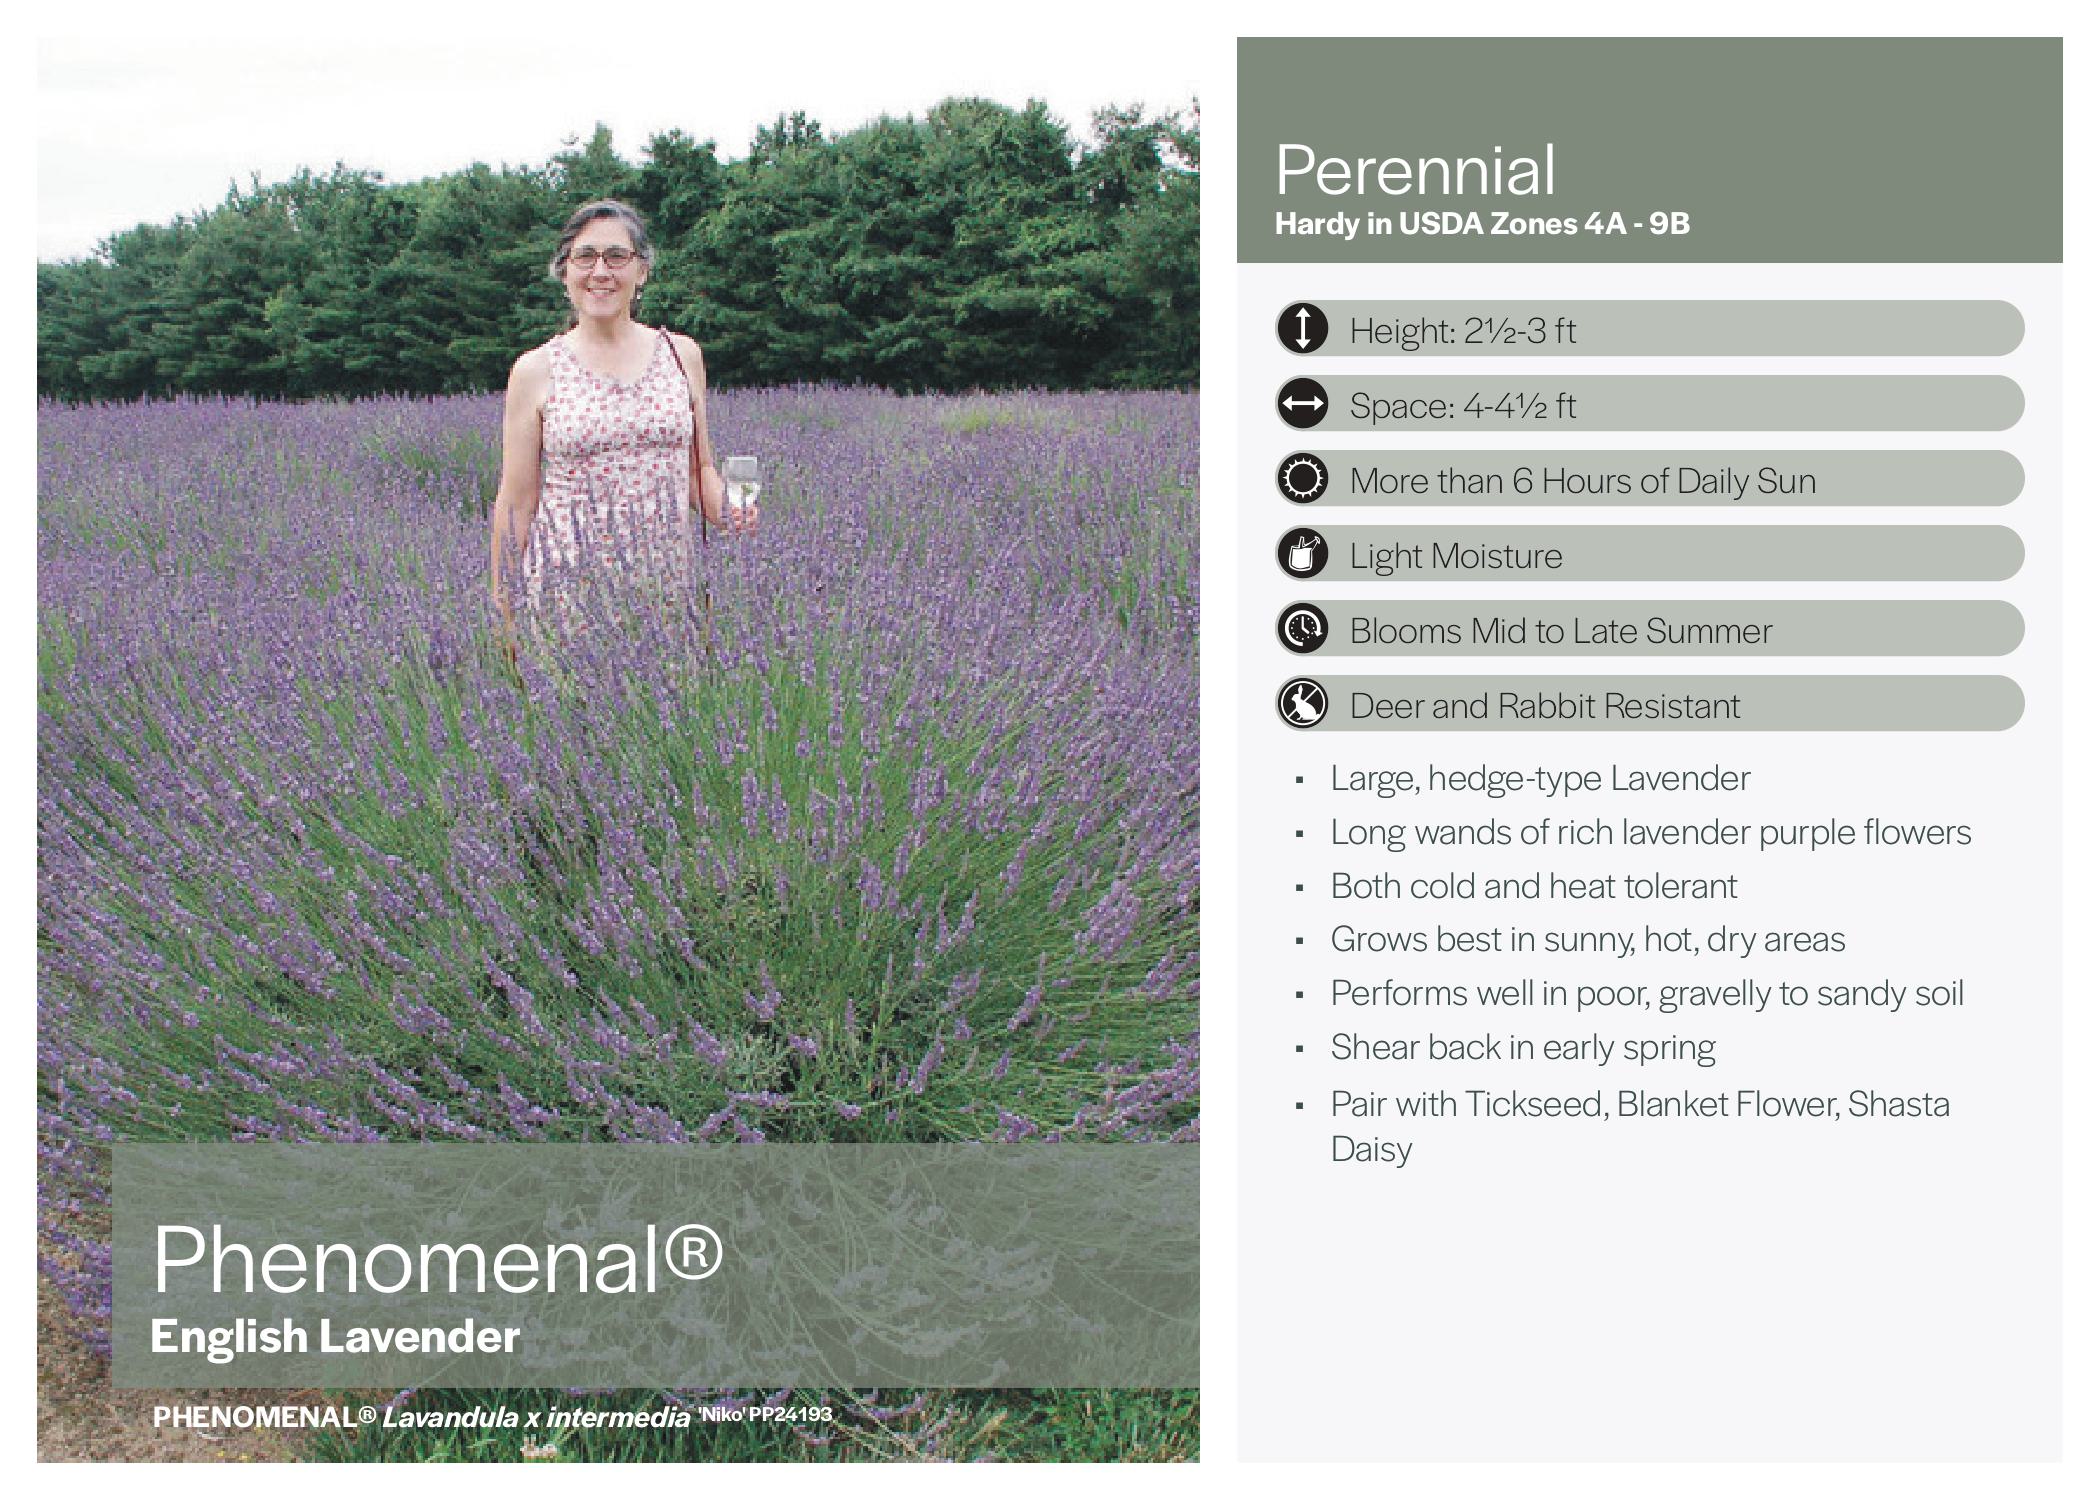 Phenomenal®
English Lavender
PHENOMENAL® Lavandula x intermedia 'Niko' PP24193
Perennial
Hardy in USDA Zones 4A - 9B
Height: 2½-3 ft
Space: 4-4½ ft
More than 6 Hours of Daily Sun
Light Moisture
Blooms Mid to Late Summer
Deer and Rabbit Resistant
▪ Large, hedge-type Lavender
▪ Long wands of rich lavender purple flowers
▪ Both cold and heat tolerant
▪ Grows best in sunny, hot, dry areas
▪ Performs well in poor, gravelly to sandy soil
▪ Shear back in early spring
▪ Pair with Tickseed, Blanket Flower, Shasta
Daisy